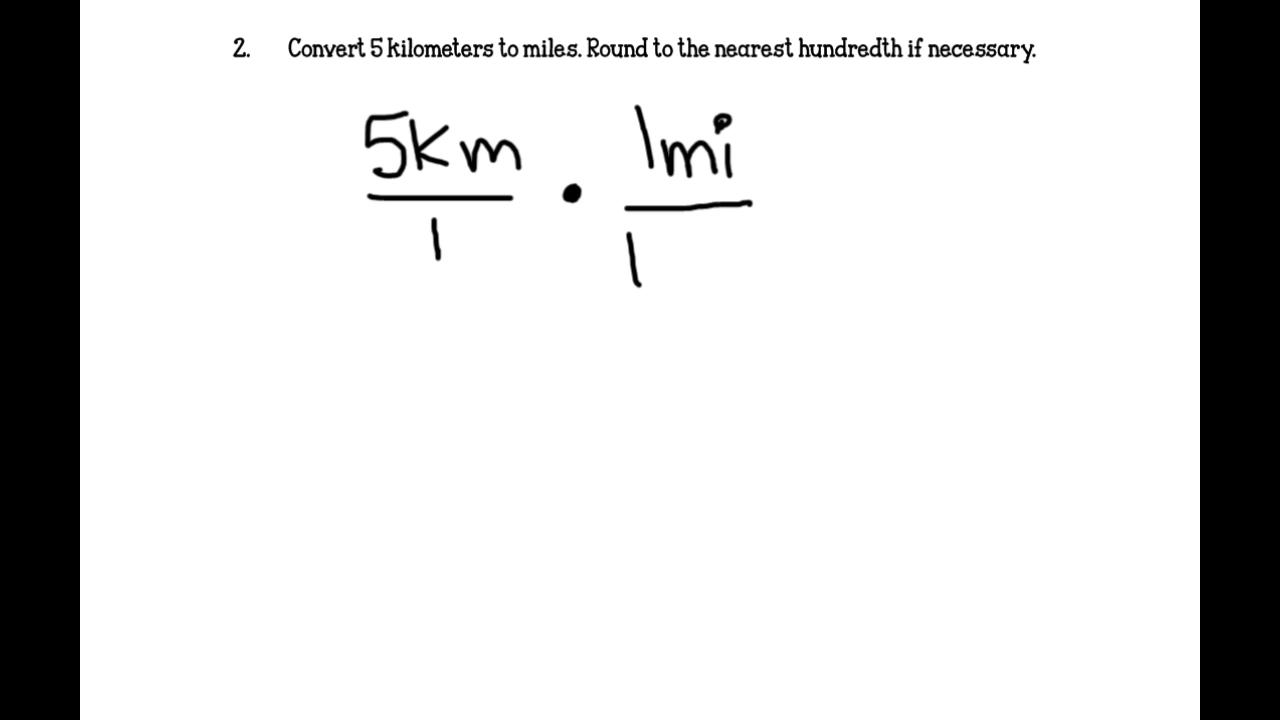 2. Convert 5 kilometers to miles. Round to the nearest hundredth if necessary.
5km • 1mi
1 1